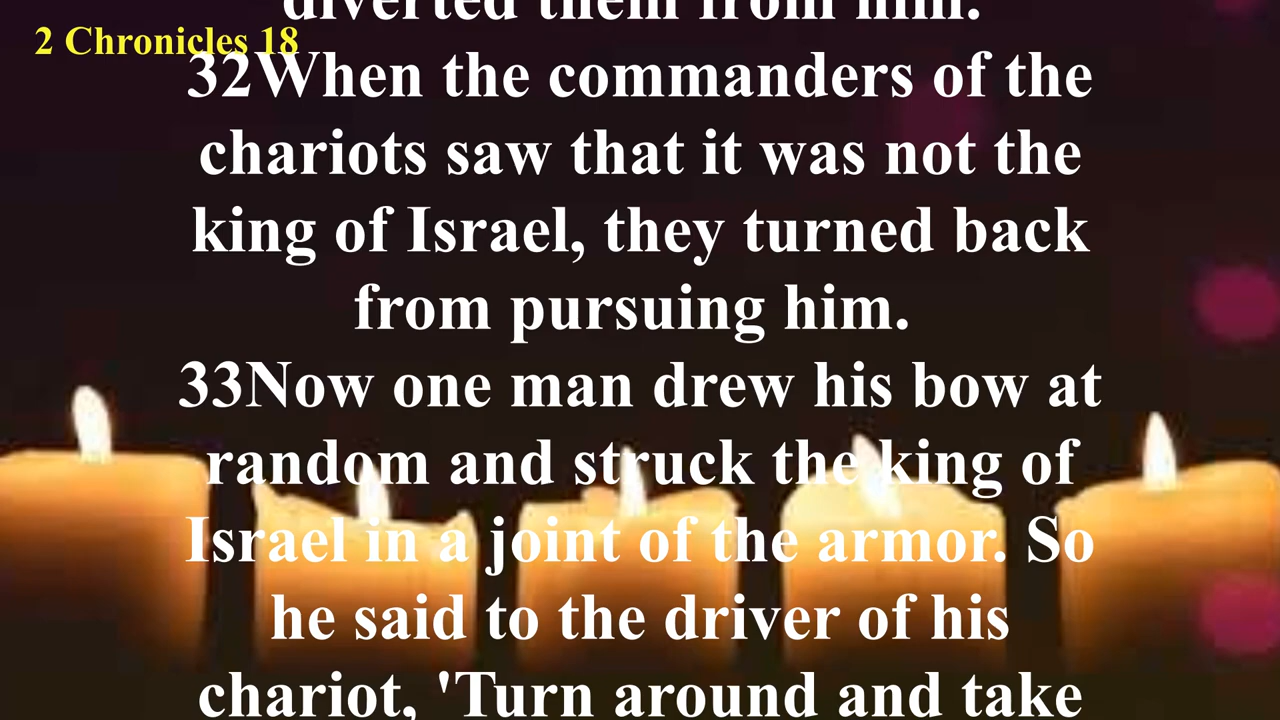 diverted them from him.
2 Chronicles 18
32When the commanders of the
chariots saw that it was not the
king of Israel, they turned back
from pursuing him.
33Now one man drew his bow at
random and struck the king of
Israel in a joint of the armor. So
he said to the driver of his
chariot, 'Turn around and take